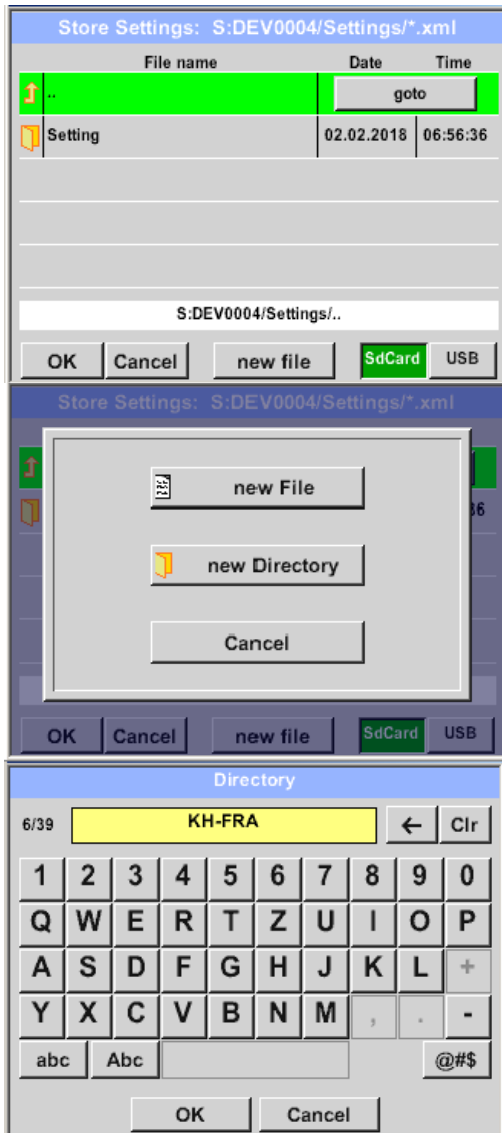 Store Settings: S:DEV0004/Settings/*.xml
File name Date Time
.. goto
Setting 02.02.2018 06:56:36
S:DEV0004/Settings/..
OK Cancel new file SdCard USB
Store Settings: S:DEV0004/Settings/*.xml
new File
36
new Directory
Cancel
OK Cancel new file SdCard USB
Directory
6/39 KH-FRA ← Clr
1 2 3 4 5 6 7 8 9 0
Q W E R T Z U I O P
A S D F G H J K L +
Y X C V B N M , . -
abc Abc @#$
OK Cancel